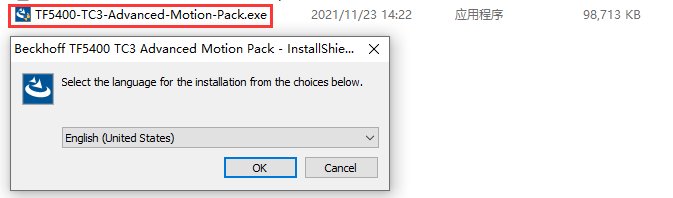 TF5400-TC3-Advanced-Motion-Pack.exe 2021/11/23 14:22 应用程序 98,713 KB
Beckhoff TF5400 TC3 Advanced Motion Pack - InstallShie...
Select the language for the installation from the choices below.
English (United States)
OK Cancel